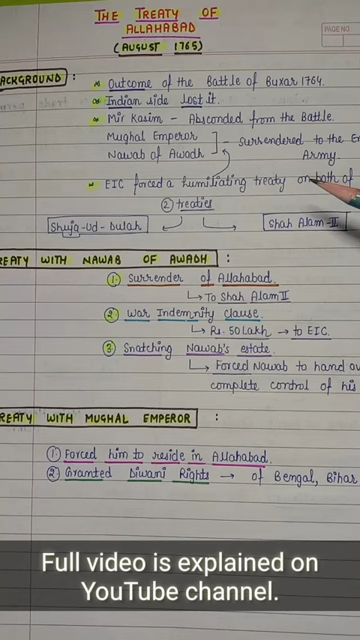 THE TREATY OF
ALLAHABAD
(AUGUST 1765)
PAGE NO.
BACKGROUND :
Outcome of the Battle of Buxar 1764.
Indian side lost it.
Mir Kasim - Absconded from the Battle.
Mughal Emperor
Nawab of Awadh
Surrendered to the
Army.
EIC forced a humiliating treaty on both of
2 treaties
Shuja-Ud-Dulah
Shah Alam-II
TREATY WITH NAWAB OF AWADH :
① Surrender of Allahabad.
To Shah Alam II
② War Indemnity Clause.
Rs. 50 Lakh → to EIC.
③ Snatching Nawab's estate.
Forced Nawab to hand
complete control of his
TREATY WITH MUGHAL EMPEROR :
① Forced him to reside in Allahabad.
② Granted Diwani Rights → of Bengal, Bihar
Full video is explained on
YouTube channel.